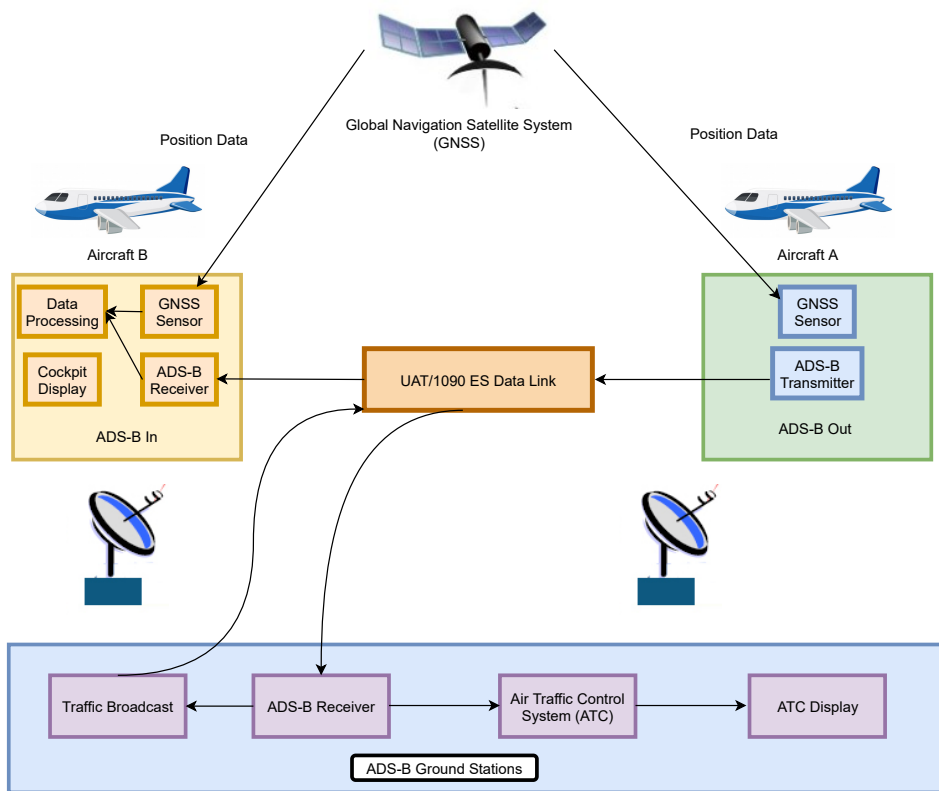 Global Navigation Satellite System
(GNSS)
Position Data
Position Data
Aircraft B
Aircraft A
Data
Processing
GNSS
Sensor
Cockpit
Display
ADS-B
Receiver
ADS-B In
UAT/1090 ES Data Link
GNSS
Sensor
ADS-B
Transmitter
ADS-B Out
Traffic Broadcast
ADS-B Receiver
Air Traffic Control
System (ATC)
ATC Display
ADS-B Ground Stations